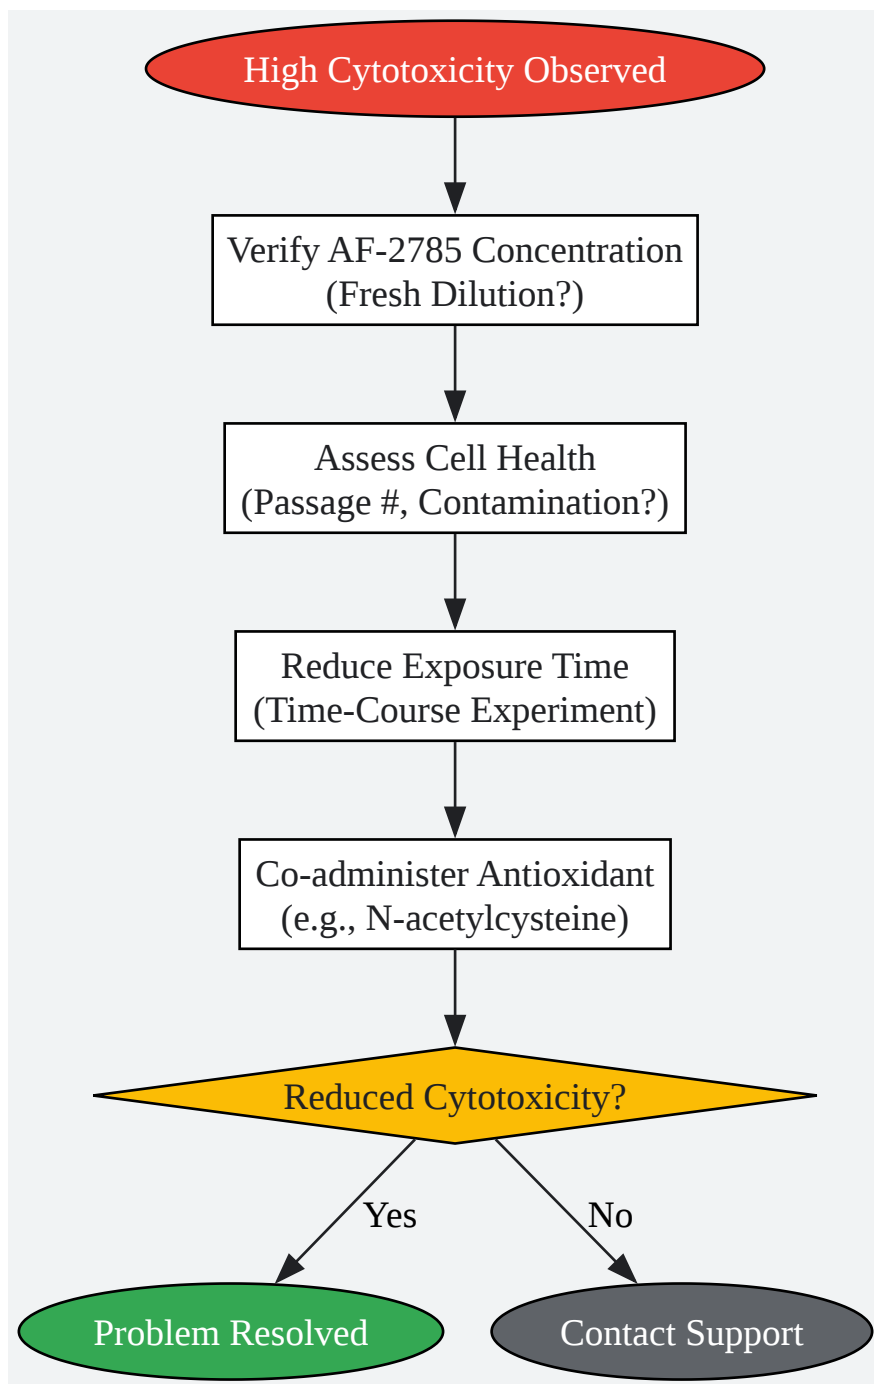 High Cytotoxicity Observed
Verify AF-2785 Concentration
(Fresh Dilution?)
Assess Cell Health
(Passage #, Contamination?)
Reduce Exposure Time
(Time-Course Experiment)
Co-administer Antioxidant
(e.g., N-acetylcysteine)
Reduced Cytotoxicity?
Yes
No
Problem Resolved
Contact Support